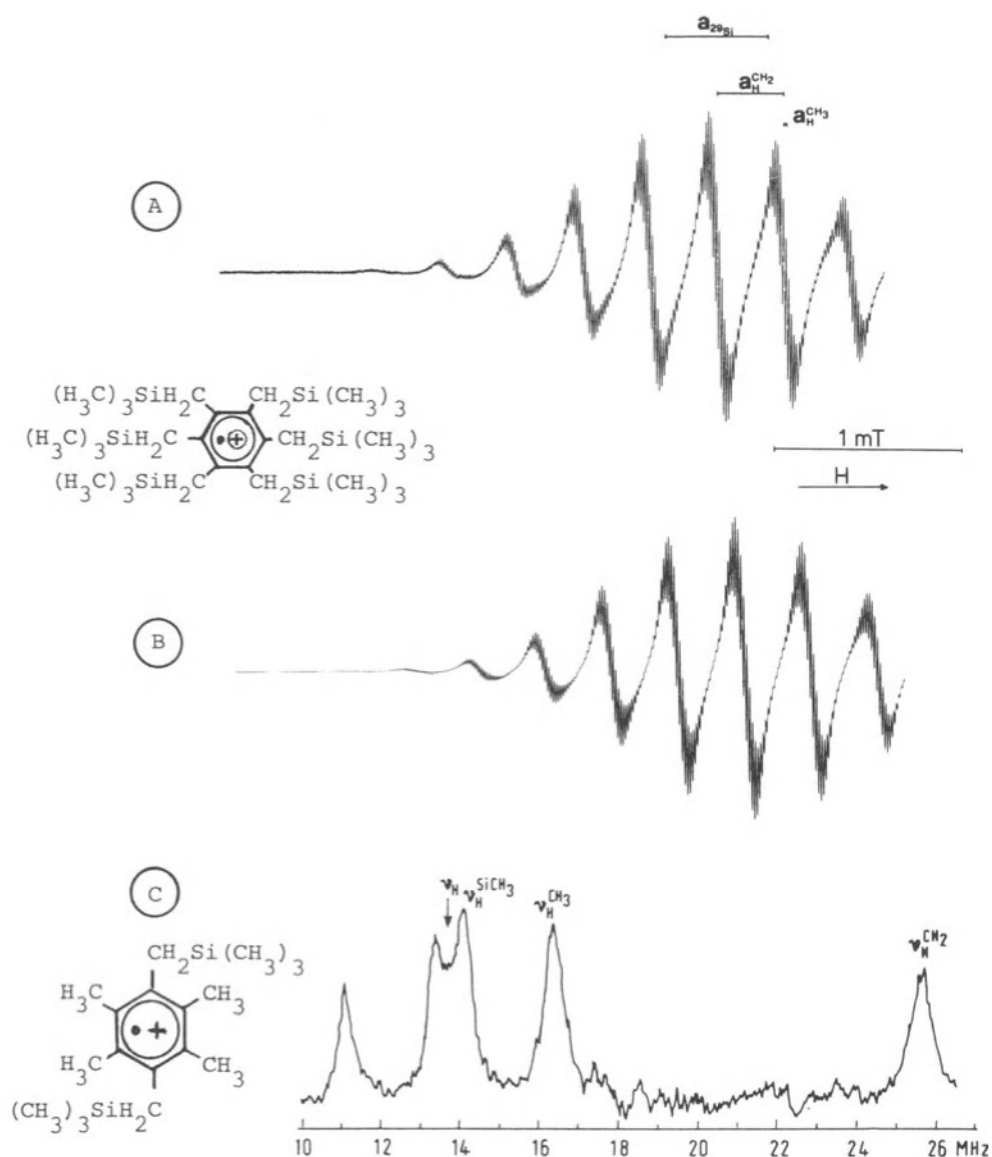 a29Si
aHCH2
aHCH3
A
(H3C)3SiH2C CH2Si(CH3)3
(H3C)3SiH2C CH2Si(CH3)3
(H3C)3SiH2C CH2Si(CH3)3
•+
1 mT
H
B
C
νH νHSiCH3
νHCH3
νHCH2
CH2Si(CH3)3
H3C CH3
•+
H3C CH3
(CH3)3SiH2C
10 12 14 16 18 20 22 24 26 MHz